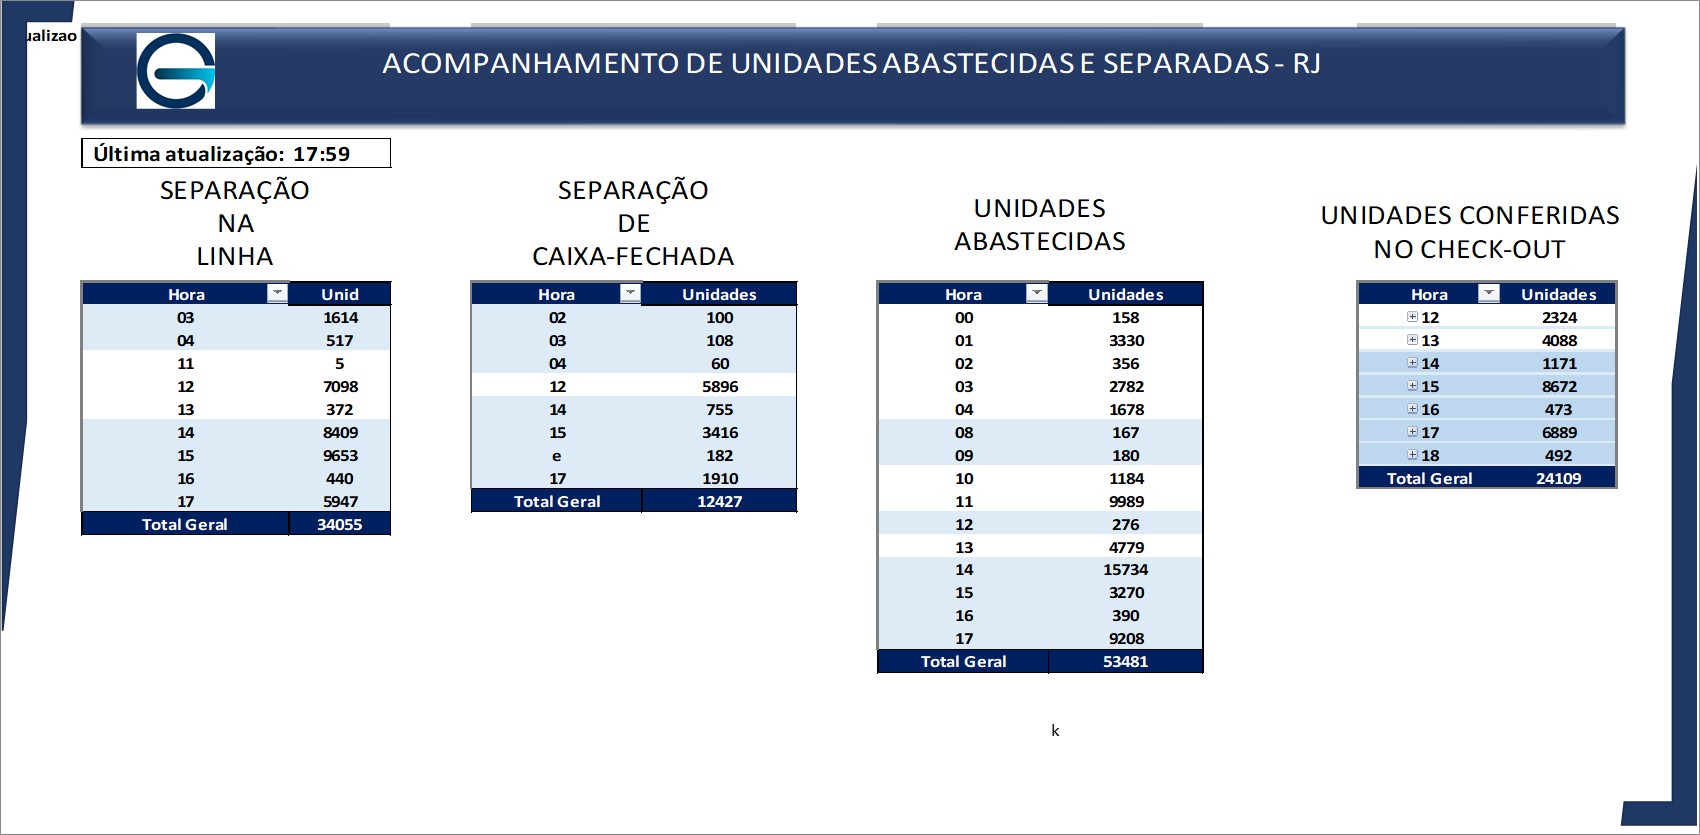 ualizao
ACOMPANHAMENTO DE UNIDADES ABASTECIDAS E SEPARADAS - RJ
Última atualização: 17:59
SEPARAÇÃO
NA
LINHA
Hora Unid
03 1614
04 517
11 5
12 7098
13 372
14 8409
15 9653
16 440
17 5947
Total Geral 34055
SEPARAÇÃO
DE
CAIXA-FECHADA
Hora Unidades
02 100
03 108
04 60
12 5896
14 755
15 3416
e 182
17 1910
Total Geral 12427
UNIDADES
ABASTECIDAS
Hora Unidades
00 158
01 3330
02 356
03 2782
04 1678
08 167
09 180
10 1184
11 9989
12 276
13 4779
14 15734
15 3270
16 390
17 9208
Total Geral 53481
k
UNIDADES CONFERIDAS
NO CHECK-OUT
Hora Unidades
12 2324
13 4088
14 1171
15 8672
16 473
17 6889
18 492
Total Geral 24109